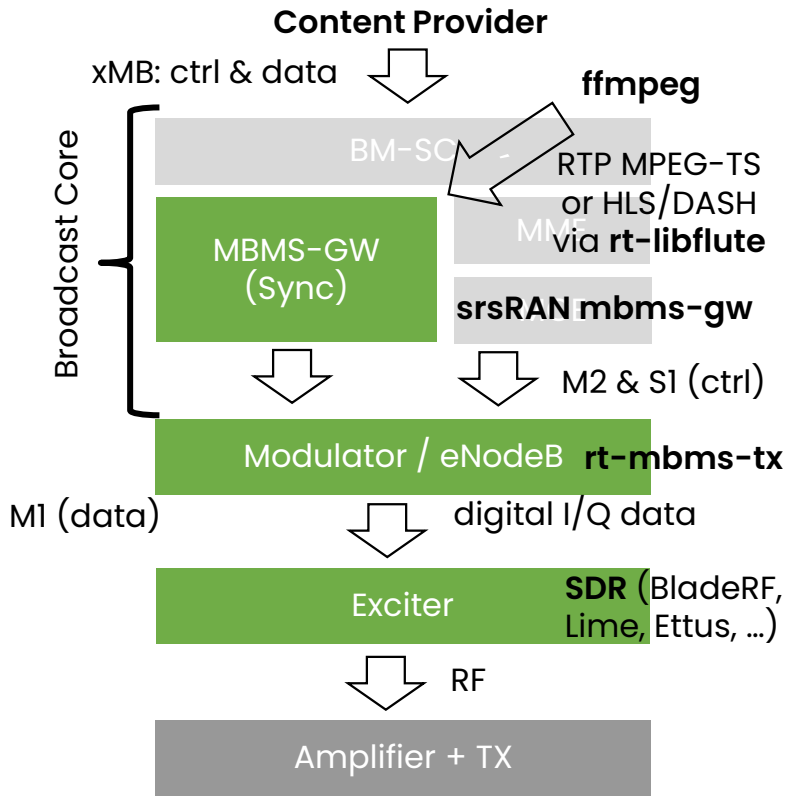 Content Provider
xMB: ctrl & data
ffmpeg
Broadcast Core
BM-SC
RTP MPEG-TS
or HLS/DASH
via rt-libflute
MBMS-GW
(Sync)
srsRAN mbms-gw
M2 & S1 (ctrl)
Modulator / eNodeB
rt-mbms-tx
M1 (data)
digital I/Q data
Exciter
SDR (BladeRF,
Lime, Ettus, …)
RF
Amplifier + TX